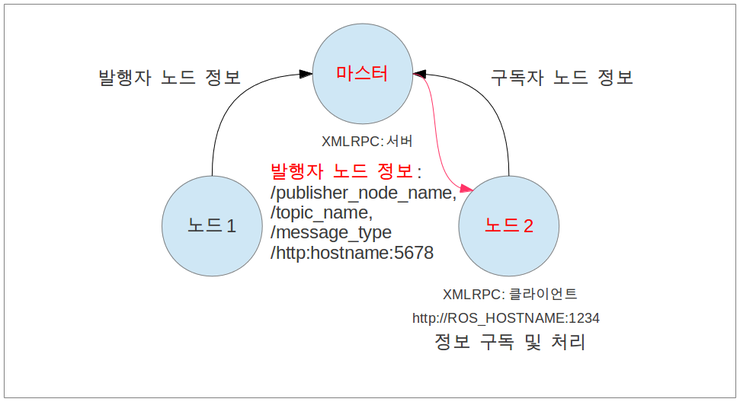 마스터
발행자 노드 정보
구독자 노드 정보
XMLRPC: 서버
발행자 노드 정보:
/publisher_node_name,
/topic_name,
/message_type
/http:hostname:5678
노드 1
노드 2
XMLRPC: 클라이언트
http://ROS_HOSTNAME:1234
정보 구독 및 처리